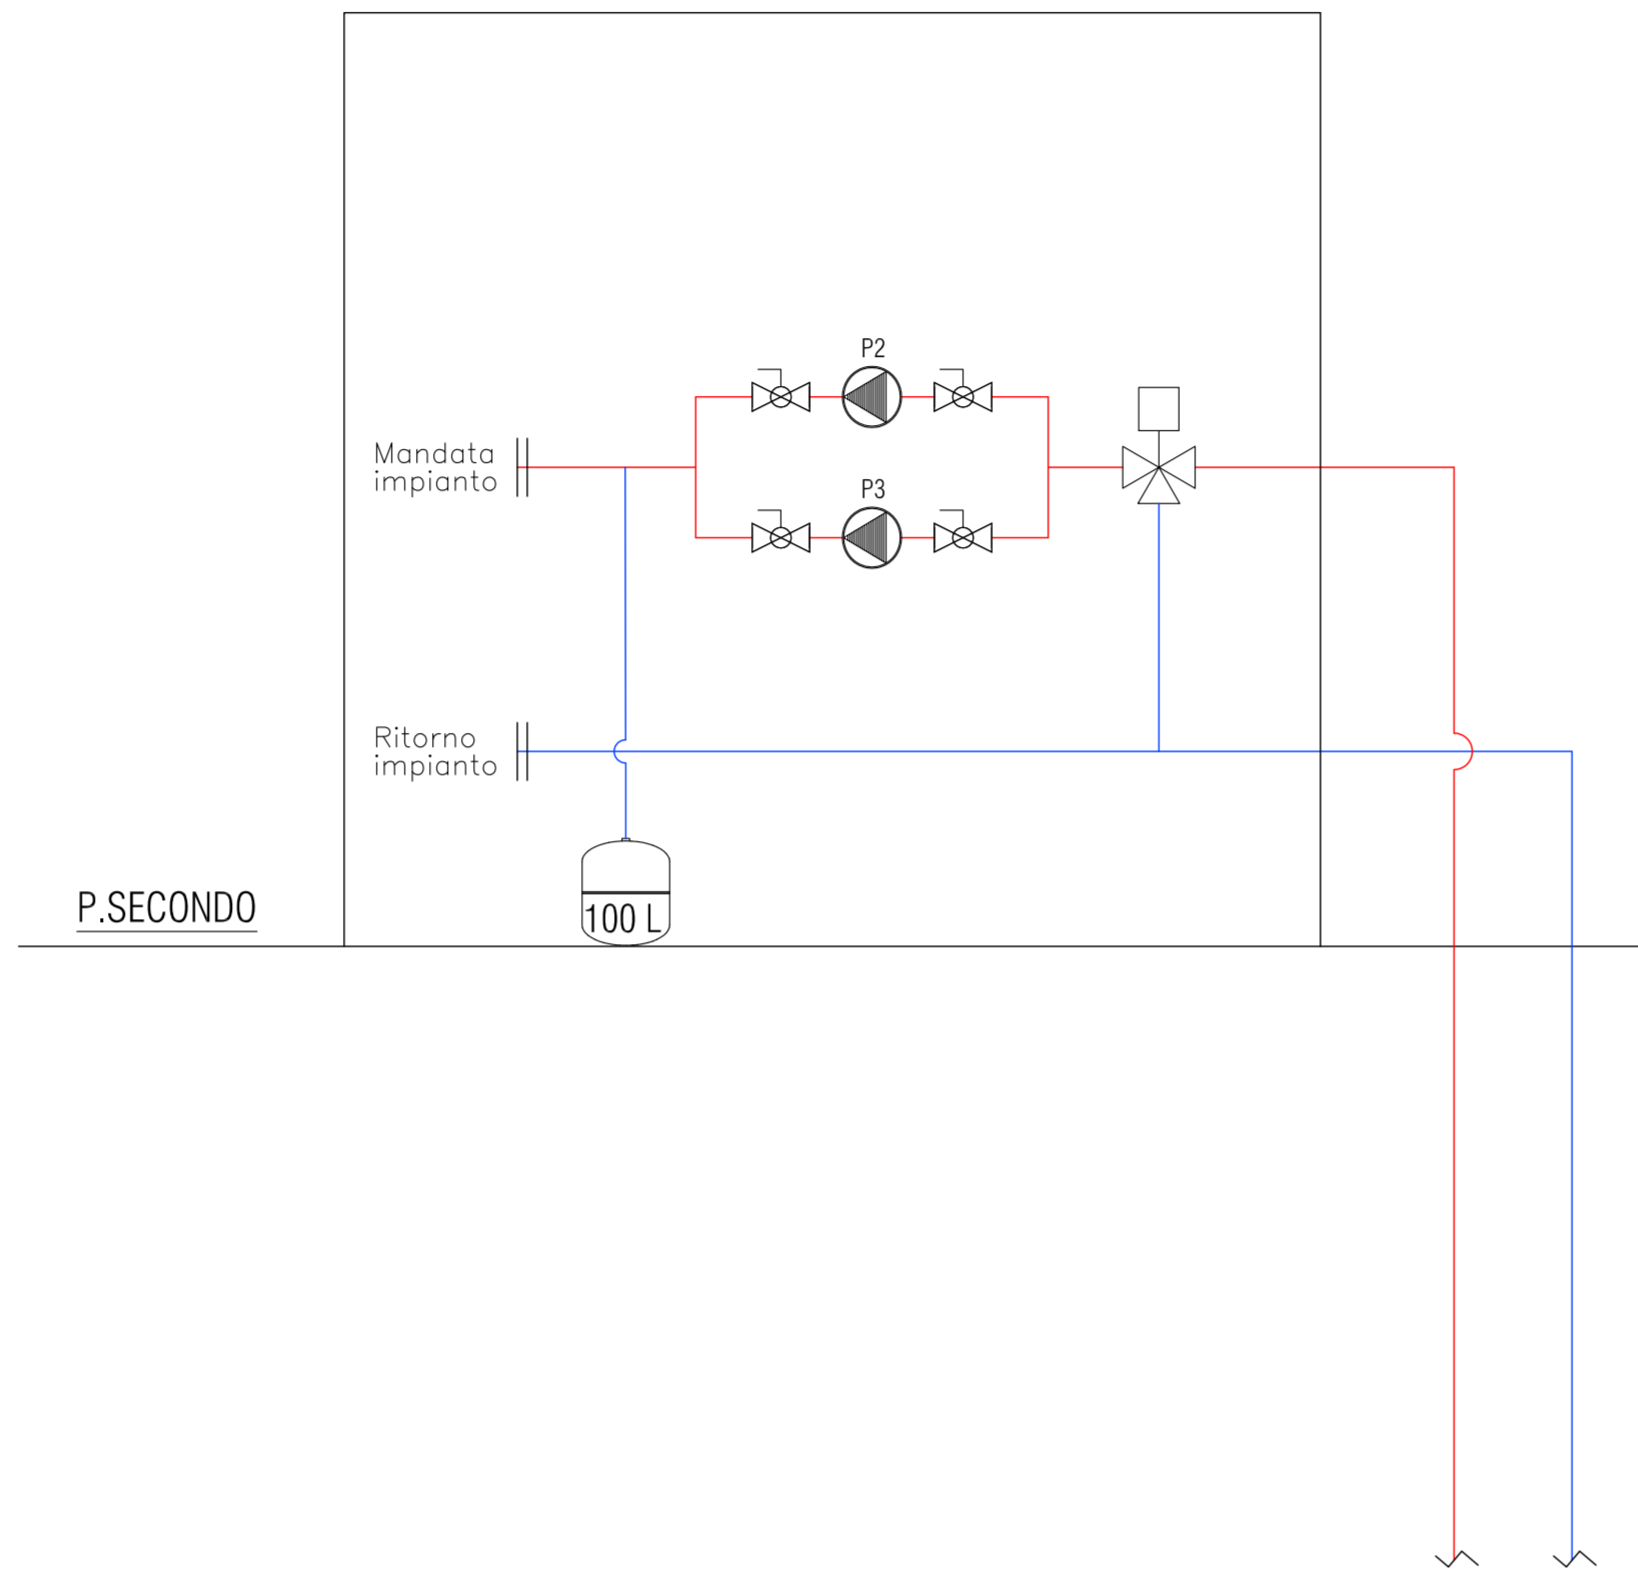 P2
Mandata
impianto
P3
Ritorno
impianto
P.SECONDO
100 L